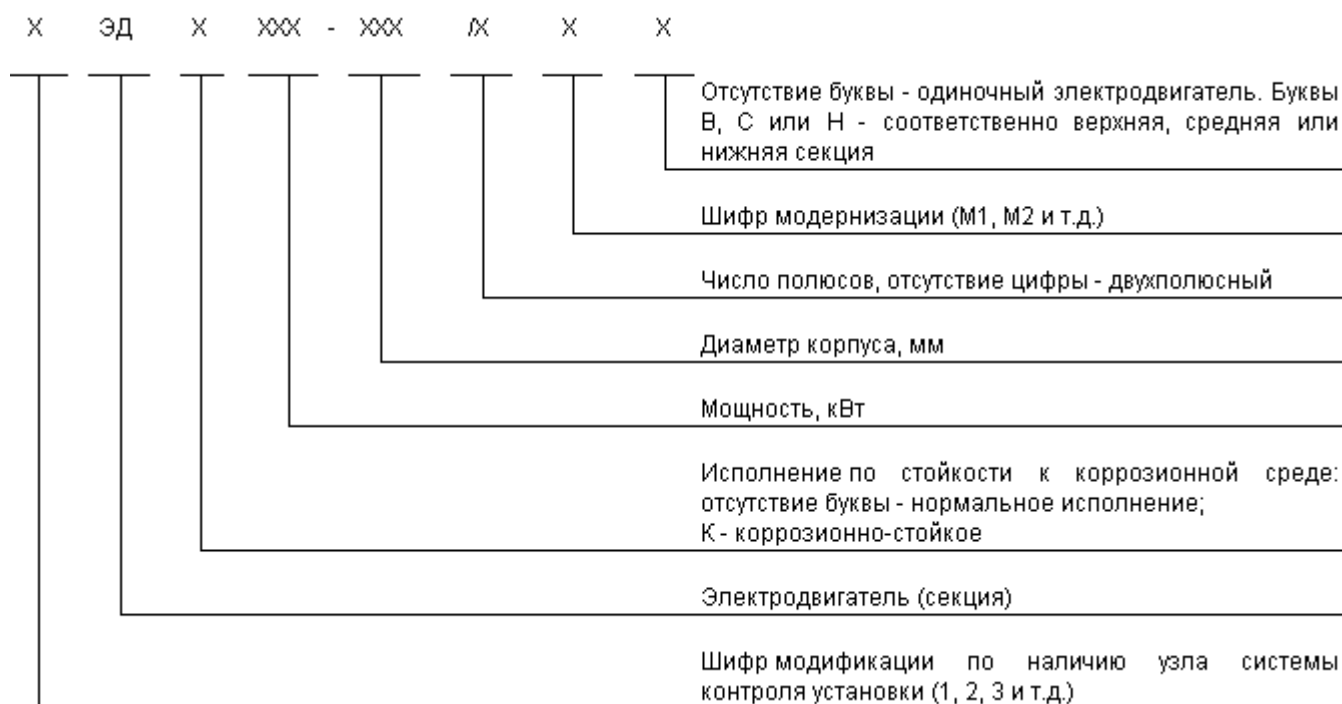 X ЭД X XXX - XXX /X X X
Отсутствие буквы - одиночный электродвигатель. Буквы
В, С или Н - соответственно верхняя, средняя или
нижняя секция
Шифр модернизации (М1, М2 и т.д.)
Число полюсов, отсутствие цифры - двухполюсный
Диаметр корпуса, мм
Мощность, кВт
Исполнение по стойкости к коррозионной среде:
отсутствие буквы - нормальное исполнение;
К - коррозионно-стойкое
Электродвигатель (секция)
Шифр модификации по наличию узла системы
контроля установки (1, 2, 3 и т.д.)